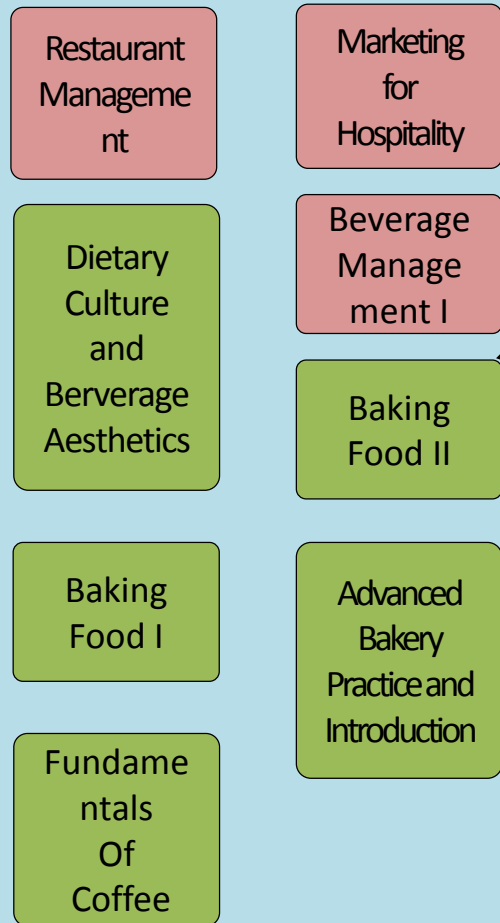 Restaurant
Manageme
nt
Dietary
Culture
and
Berverage
Aesthetics
Baking
Food I
Fundame
ntals
Of
Coffee
Marketing
for
Hospitality
Beverage
Manage
ment I
Baking
Food II
Advanced
Bakery
Practice and
Introduction